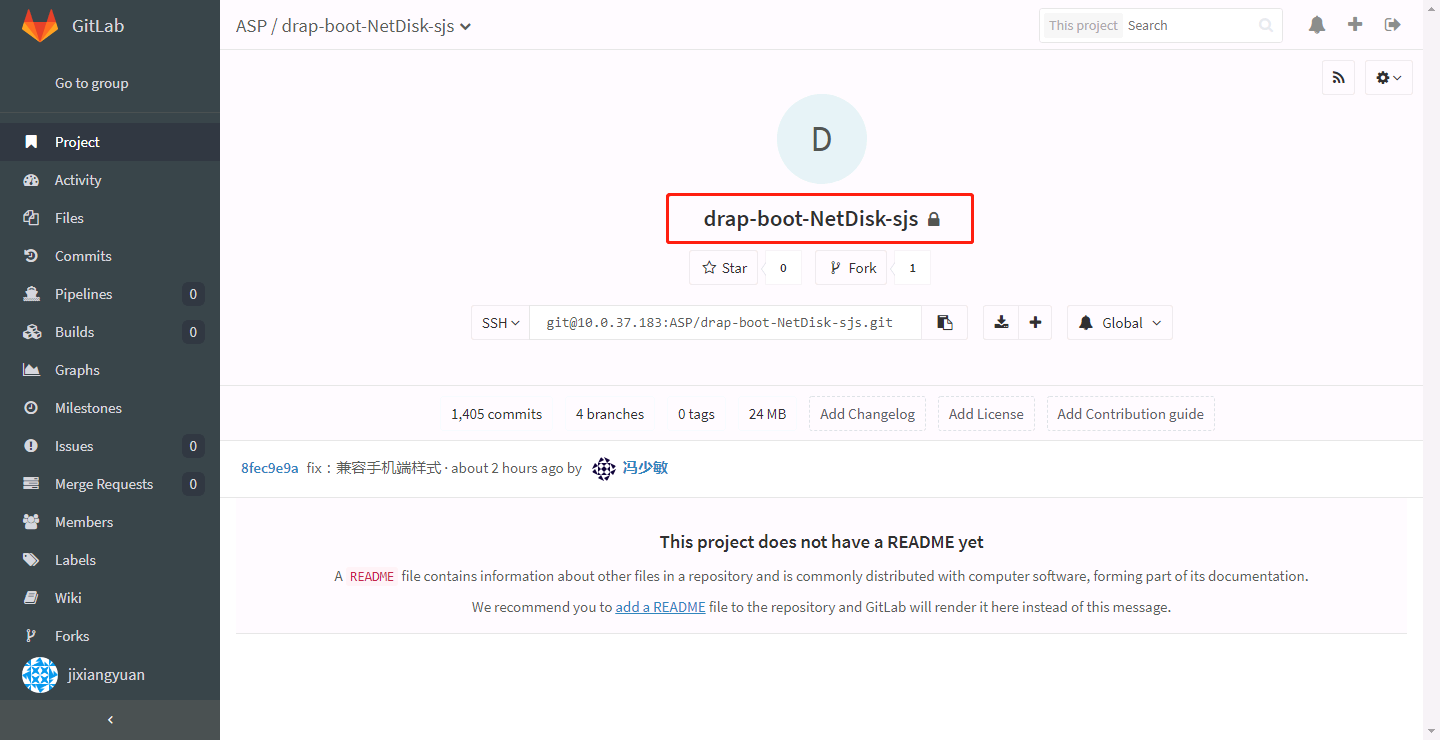 GitLab
ASP / drap-boot-NetDisk-sjs
This project Search
Go to group
Project
Activity
Files
Commits
Pipelines 0
Builds 0
Graphs
Milestones
Issues 0
Merge Requests 0
Members
Labels
Wiki
Forks
jixiangyuan
D
drap-boot-NetDisk-sjs
Star 0 Fork 1
SSH git@10.0.37.183:ASP/drap-boot-NetDisk-sjs.git Global
1,405 commits 4 branches 0 tags 24 MB Add Changelog Add License Add Contribution guide
8fec9e9a fix：兼容手机端样式 · about 2 hours ago by 冯少敏
This project does not have a README yet
A README file contains information about other files in a repository and is commonly distributed with computer software, forming part of its documentation.
We recommend you to add a README file to the repository and GitLab will render it here instead of this message.